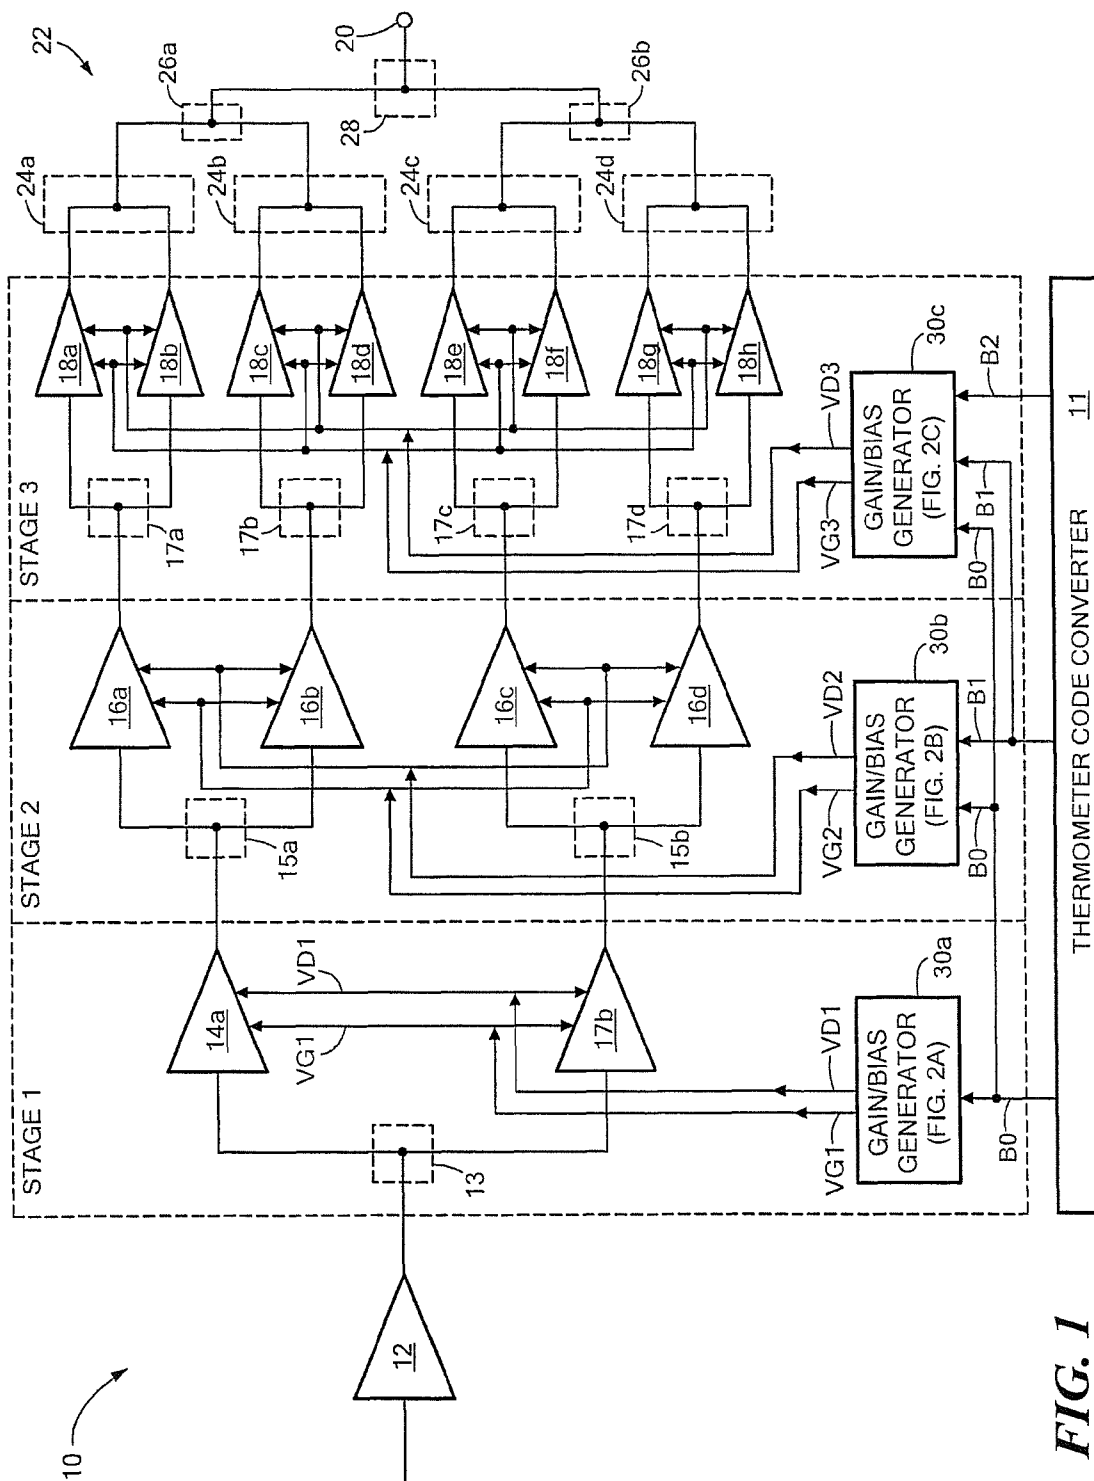 FIG. 1
10
12
STAGE 1
13
14a
17b
VG1
VD1
VG1
VD1
GAIN/BIAS
GENERATOR
(FIG. 2A)
30a
B0
STAGE 2
15a
15b
16a
16b
16c
16d
VG2
VD2
GAIN/BIAS
GENERATOR
(FIG. 2B)
30b
B0
B1
STAGE 3
17a
17b
17c
17d
18a
18b
18c
18d
18e
18f
18g
18h
VG3
VD3
GAIN/BIAS
GENERATOR
(FIG. 2C)
30c
B0
B1
B2
THERMOMETER CODE CONVERTER
11
24a
24b
24c
24d
26a
26b
28
20
22